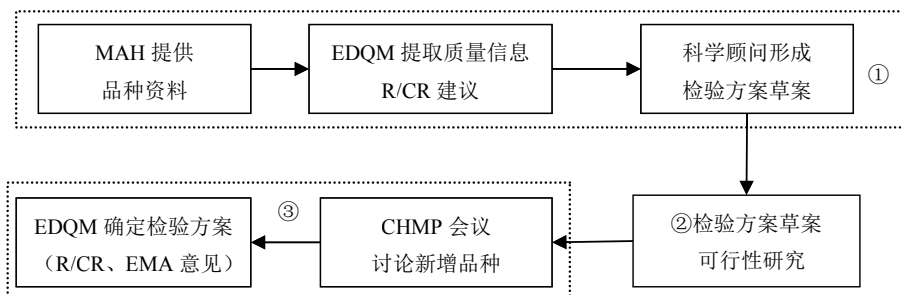 MAH 提供
品种资料
EDQM 提取质量信息
R/CR 建议
科学顾问形成
检验方案草案
①
EDQM 确定检验方案
（R/CR、EMA 意见）
③
CHMP 会议
讨论新增品种
②检验方案草案
可行性研究